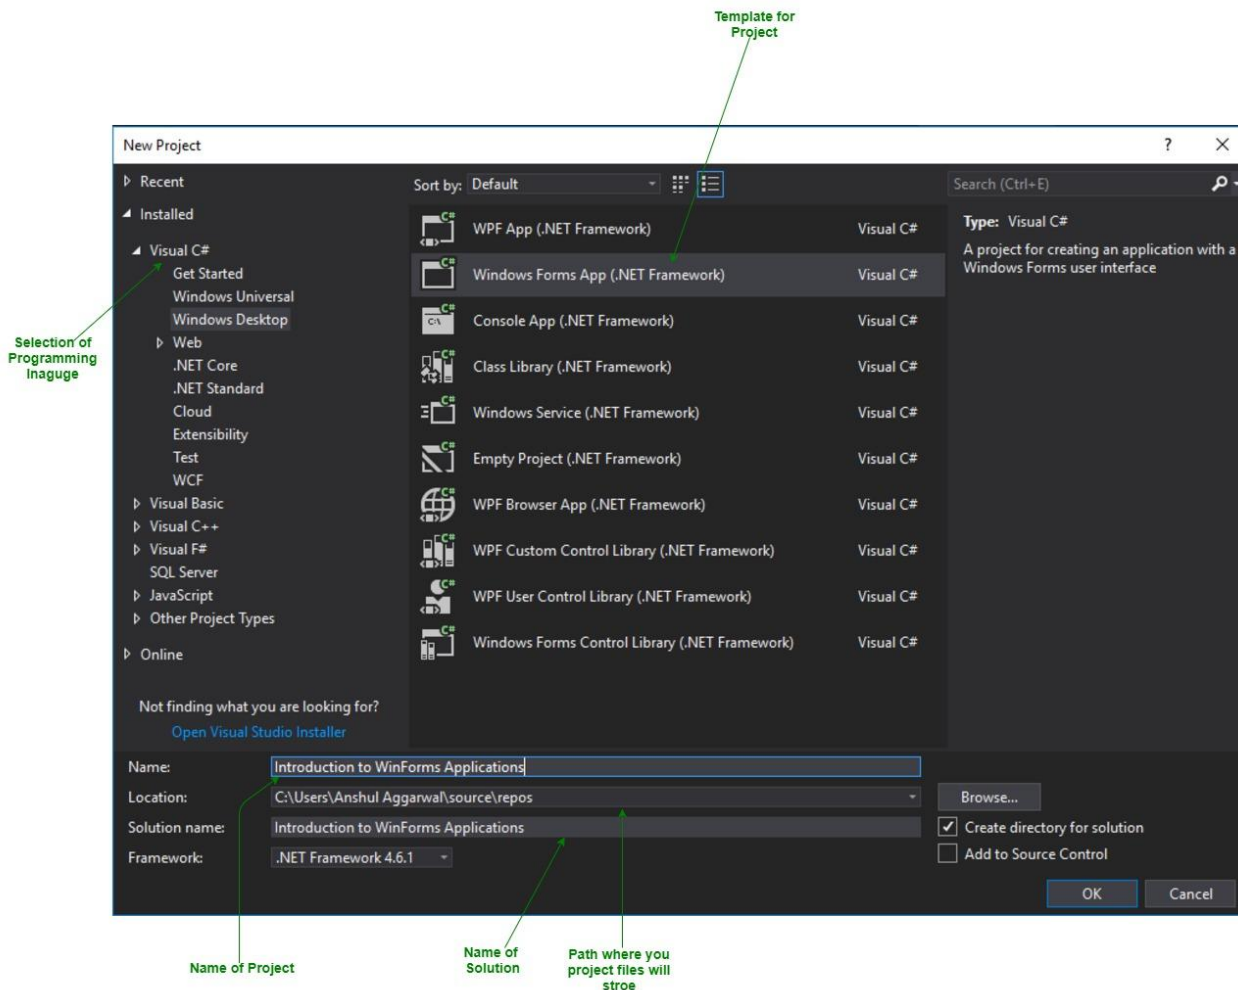 Template for
Project
New Project
?
Recent
Installed
Visual C#
Get Started
Windows Universal
Windows Desktop
Web
.NET Core
.NET Standard
Cloud
Extensibility
Test
WCF
Visual Basic
Visual C++
Visual F#
SQL Server
JavaScript
Other Project Types
Online
Not finding what you are looking for?
Open Visual Studio Installer
Selection of
Programming
lnaguge
Sort by: Default
WPF App (.NET Framework) Visual C#
Windows Forms App (.NET Framework) Visual C#
Console App (.NET Framework) Visual C#
Class Library (.NET Framework) Visual C#
Windows Service (.NET Framework) Visual C#
Empty Project (.NET Framework) Visual C#
WPF Browser App (.NET Framework) Visual C#
WPF Custom Control Library (.NET Framework) Visual C#
WPF User Control Library (.NET Framework) Visual C#
Windows Forms Control Library (.NET Framework) Visual C#
Search (Ctrl+E)
Type: Visual C#
A project for creating an application with a
Windows Forms user interface
Name: Introduction to WinForms Applications
Location: C:\Users\Anshul Aggarwal\source\repos
Browse...
Solution name: Introduction to WinForms Applications
Create directory for solution
Framework: .NET Framework 4.6.1
Add to Source Control
OK Cancel
Name of Project
Name of
Solution
Path where you
project files will
stroe